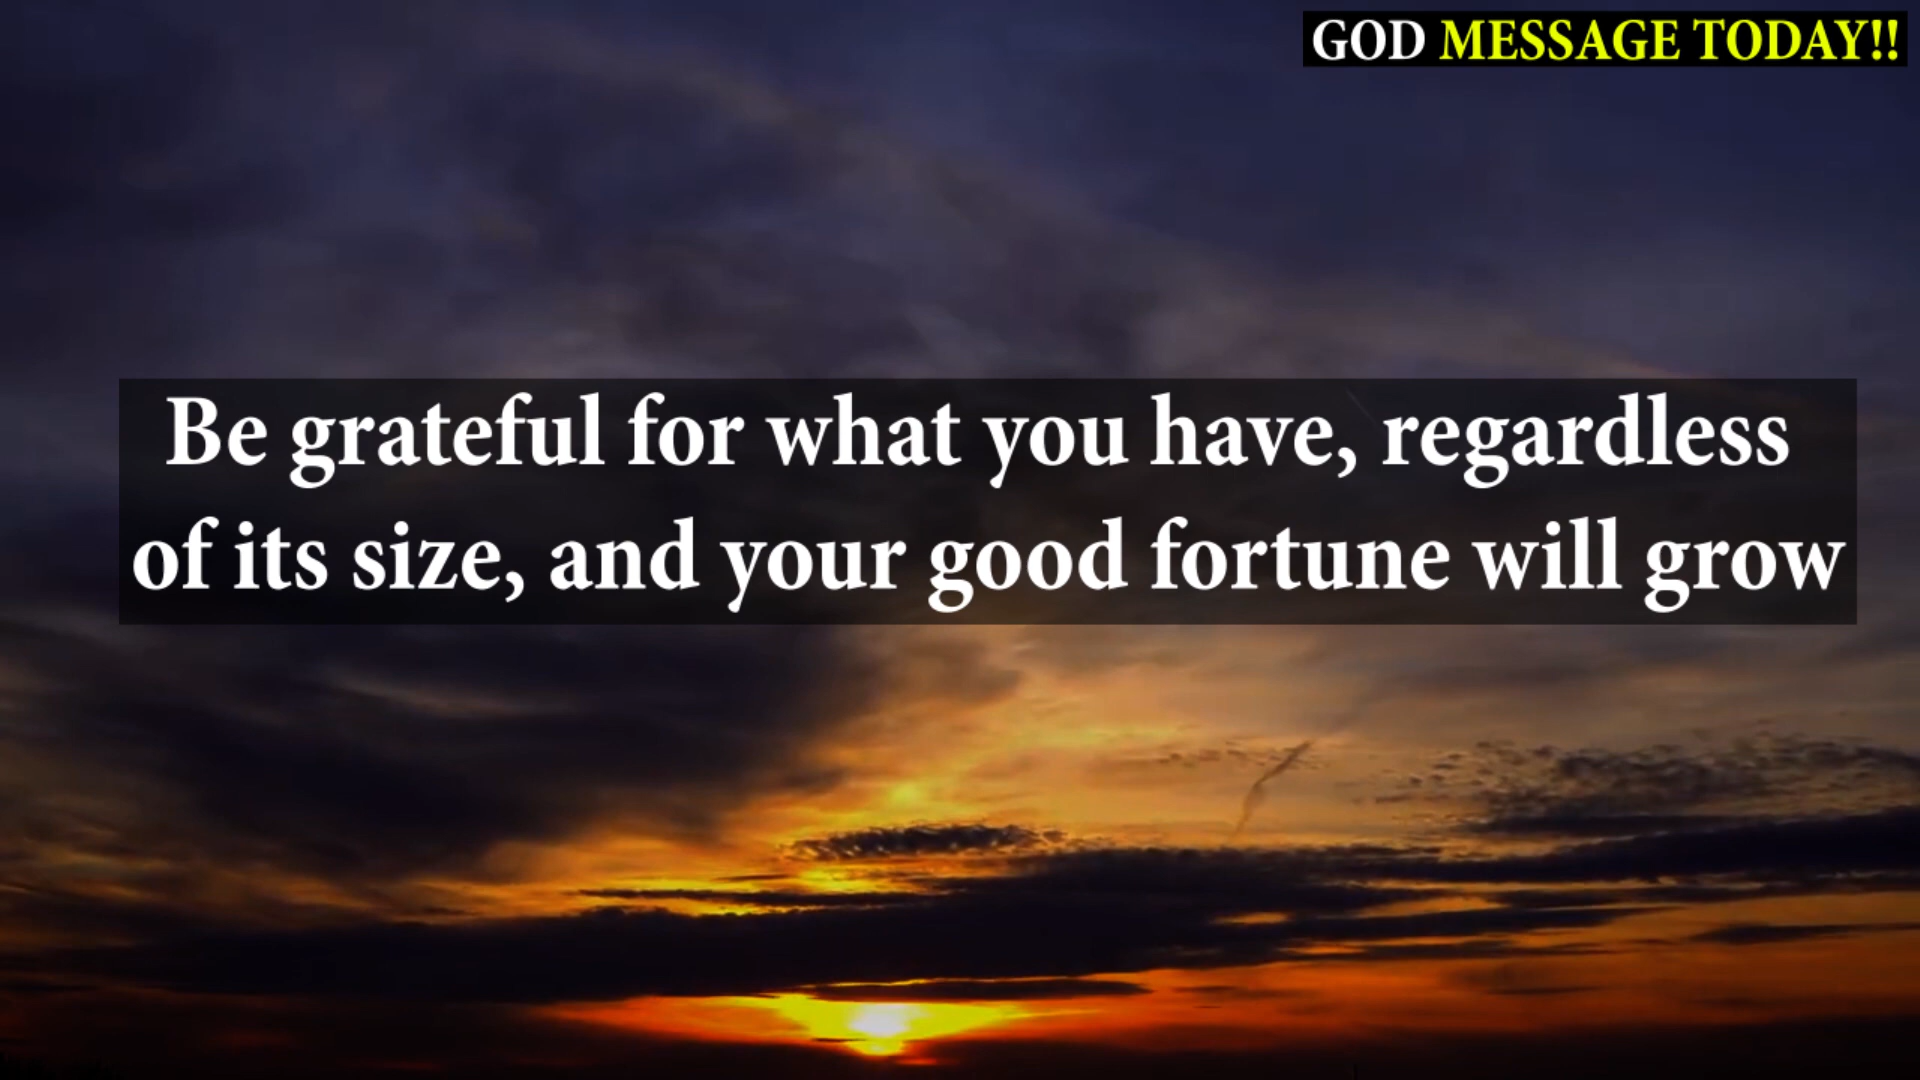 GOD MESSAGE TODAY!!
Be grateful for what you have, regardless
of its size, and your good fortune will grow